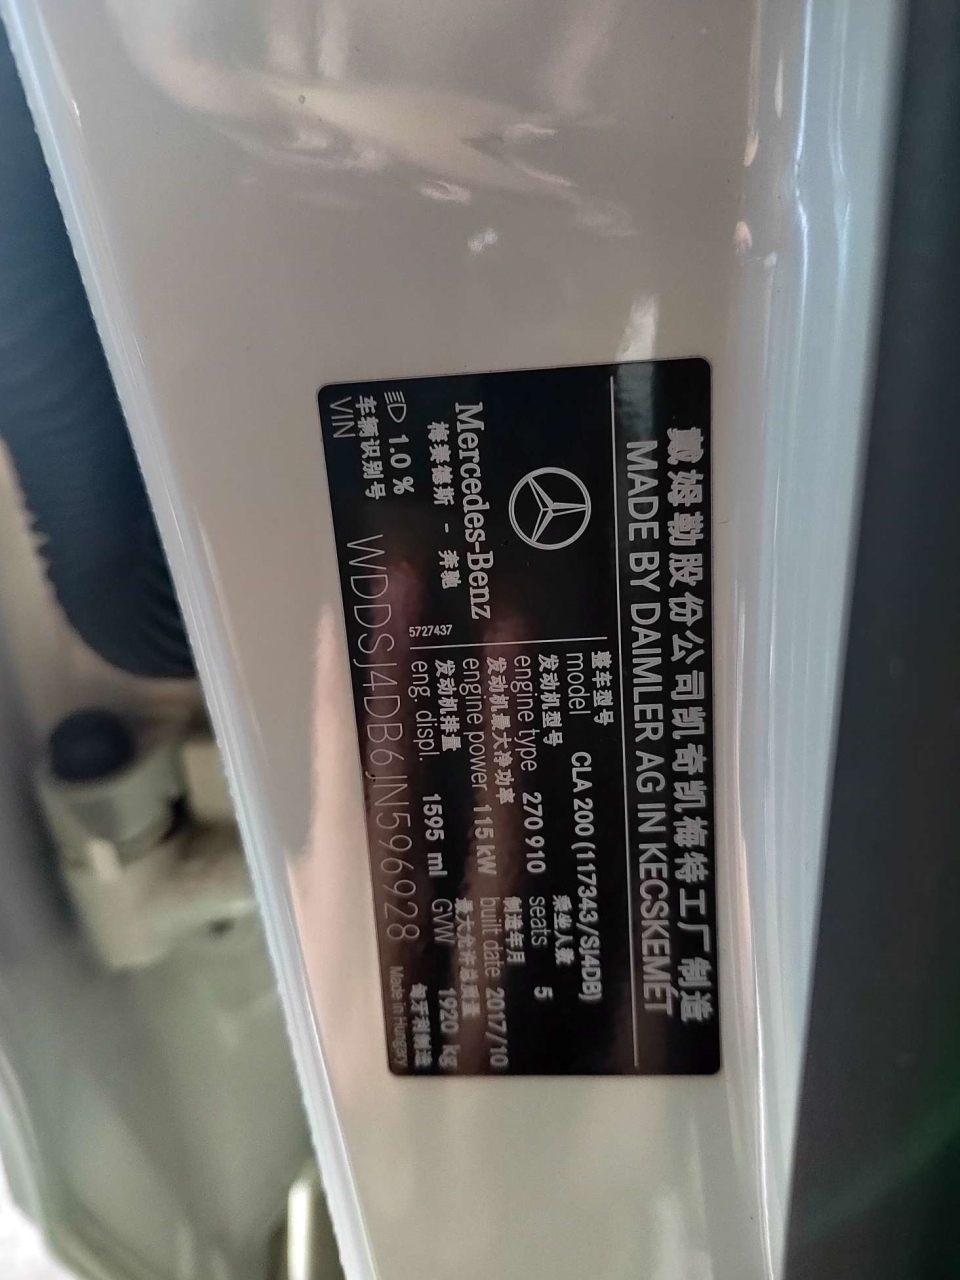 戴姆勒股份公司凯奇凯梅特工厂制造
MADE BY DAIMLER AG IN KECSKEMÉT
Mercedes-Benz
梅赛德斯 - 奔驰
5727437
整车型号
model CLA 200 (117343/SJ4DB)
发动机型号 乘坐人数
engine type 270 910 seats 5
发动机最大净功率 制造年月
engine power 115 kW built date 2017/10
发动机排量 最大允许总质量
eng. displ. 1595 ml GVW 1920 kg
1.0 %
车辆识别号 匈牙利制造
VIN WDDSJ4DB6JN596928 Made in Hungary